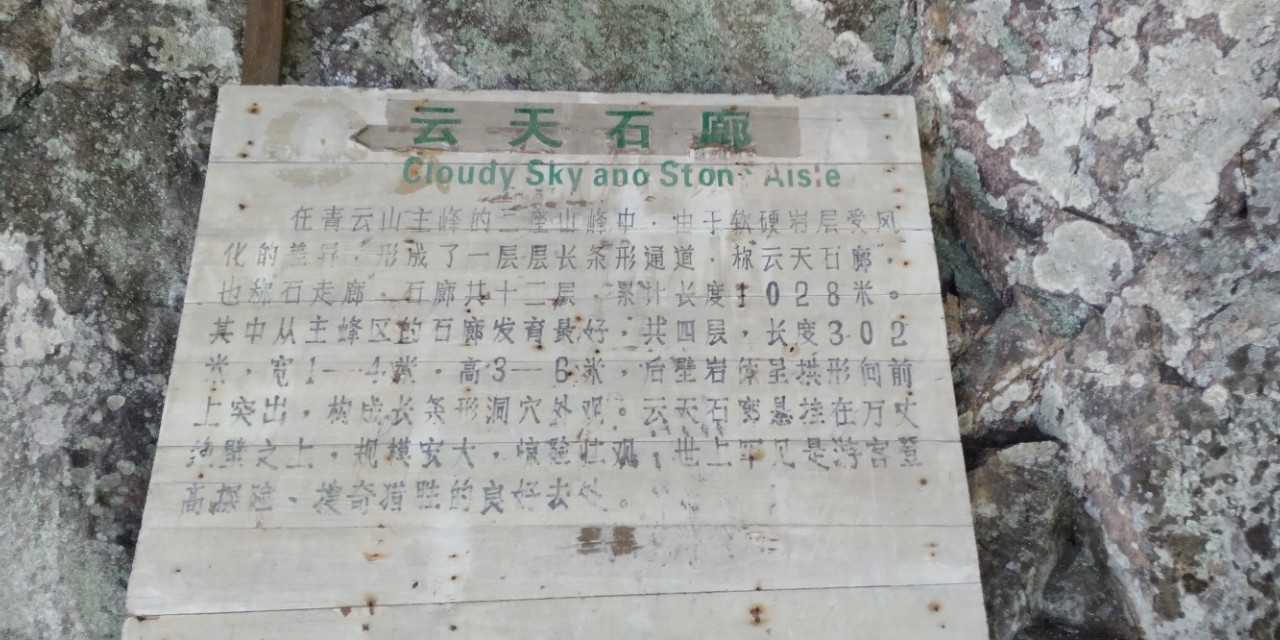 云天石廊
Cloudy Sky and Ston Aisle
在青云山主峰的三座山峰中，由于软硬岩层受风
化的差异，形成了一层层长条形通道，称云天石廊"，
也称石走廊"，石廊共十二层，累计长度1028米。
其中从主峰区的石廊发育最好，共四层，长度302
米，宽1—4米，高3—6米，后壁岩体呈拱形向前
上突出，构成长条形洞穴外观。云天石廊悬挂在万丈
绝壁之上，规模宏大，惊险壮观，世上罕见是游客登
高探险，搜奇猎胜的良好去处。